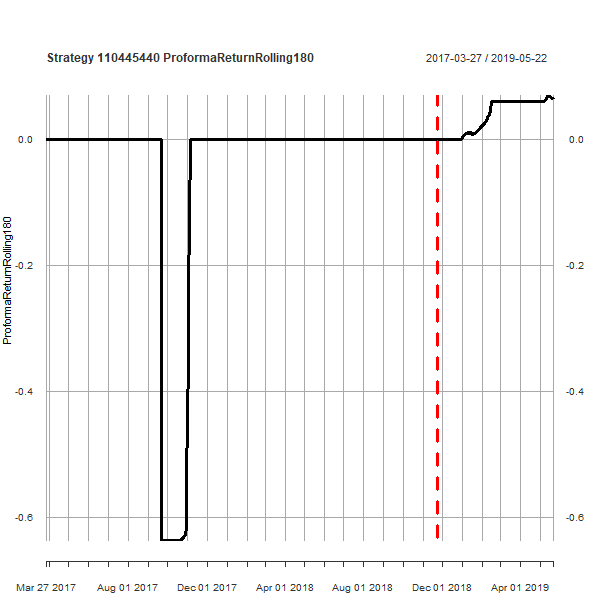 Strategy 110445440 ProformaReturnRolling180
2017-03-27 / 2019-05-22
ProformaReturnRolling180
0.0
0.0
-0.2
-0.2
-0.4
-0.4
-0.6
-0.6
Mar 27 2017
Aug 01 2017
Dec 01 2017
Apr 01 2018
Aug 01 2018
Dec 01 2018
Apr 01 2019